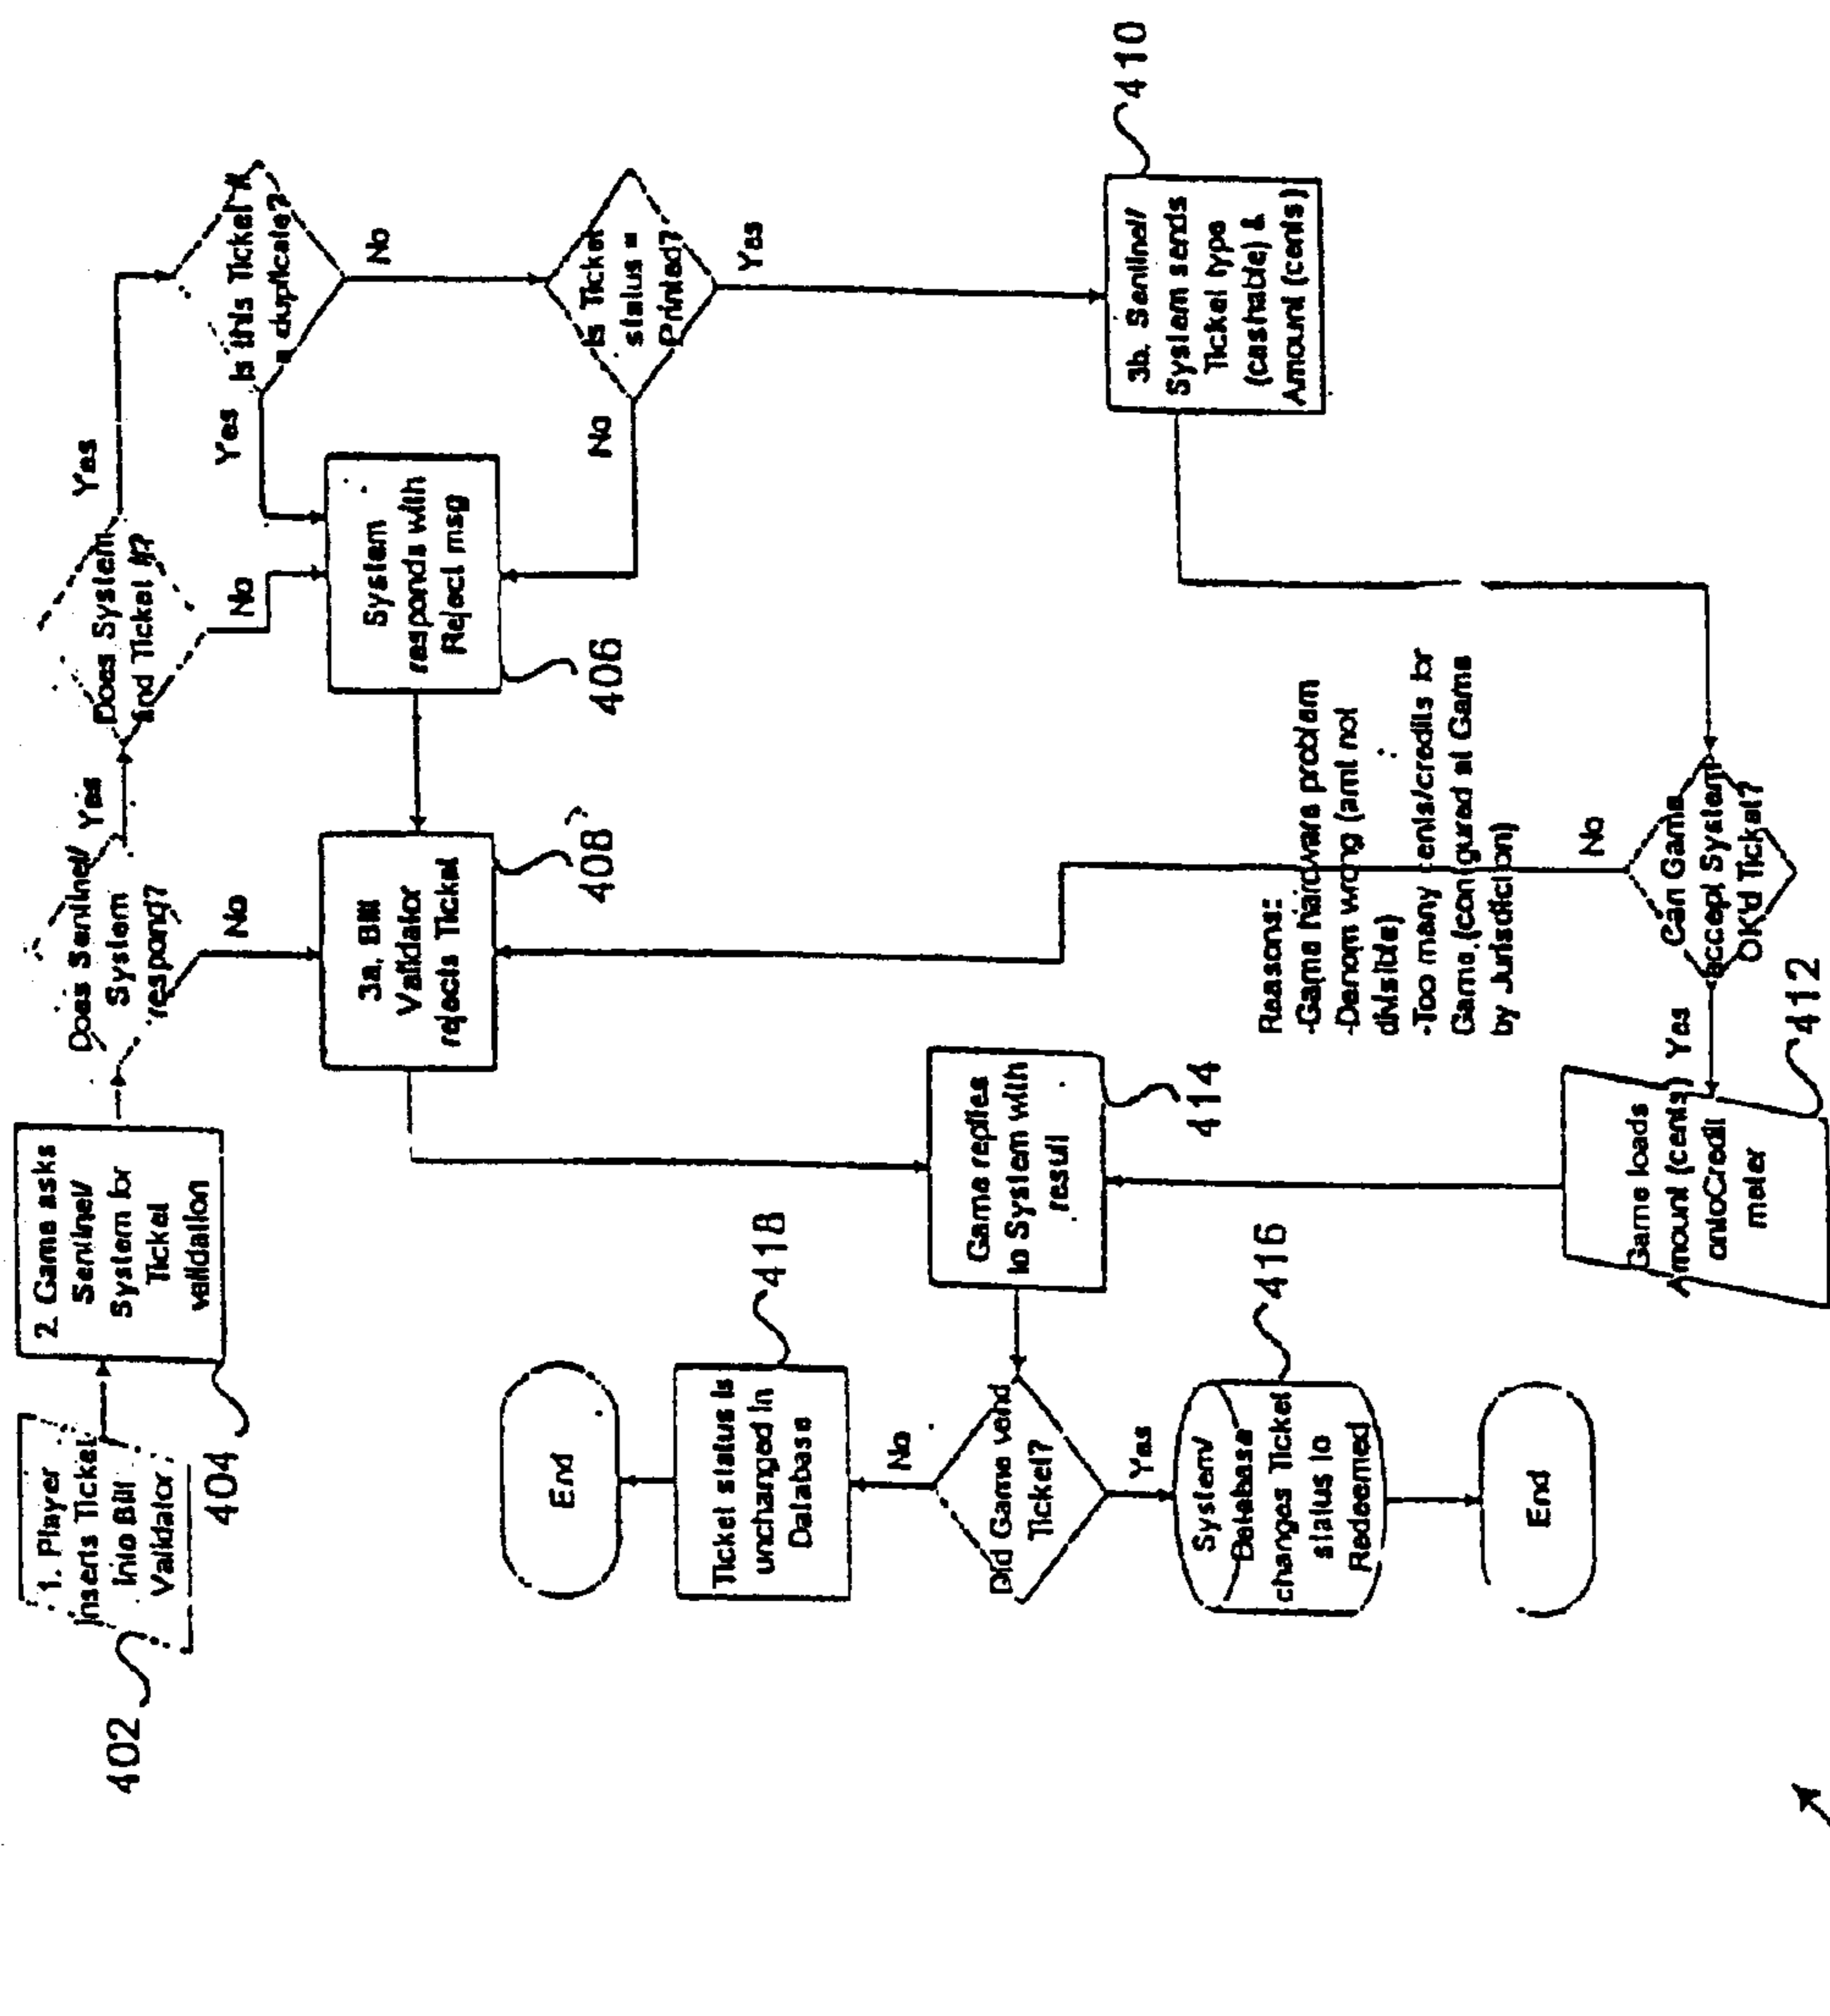 1. Player
Inserts Ticket
into Bill
Validator
402
2 Game asks
Sentinel/
System for
Ticket
validation
404
Does Sentinel/
System
respond?
Yes
No
Does System
find Ticket #?
Yes
No
Is this Ticket #
a duplicate?
Yes
No
Is Ticket
status =
Printed?
No
Yes
System
responds with
Reject msg
406
3a. Bill
Validator
rejects Ticket
408
3b. Sentinel/
System sends
Ticket type
(cashable) &
Amount (cents)
410
Reasons:
-Game hardware problem
-Denom wrong (amt not
divisible)
-Too many cents/credits for
Game.(configured at Game
by Jurisdiction)
Can Game
accept System
OK'd Ticket?
No
Yes
Game loads
Amount (cents)
onto Credit
meter
412
Game replies
to System with
result
414
Did Game vend
Ticket?
No
Yes
Ticket status is
unchanged in
Database
418
End
System/
Database
changes Ticket
status to
Redeemed
416
End